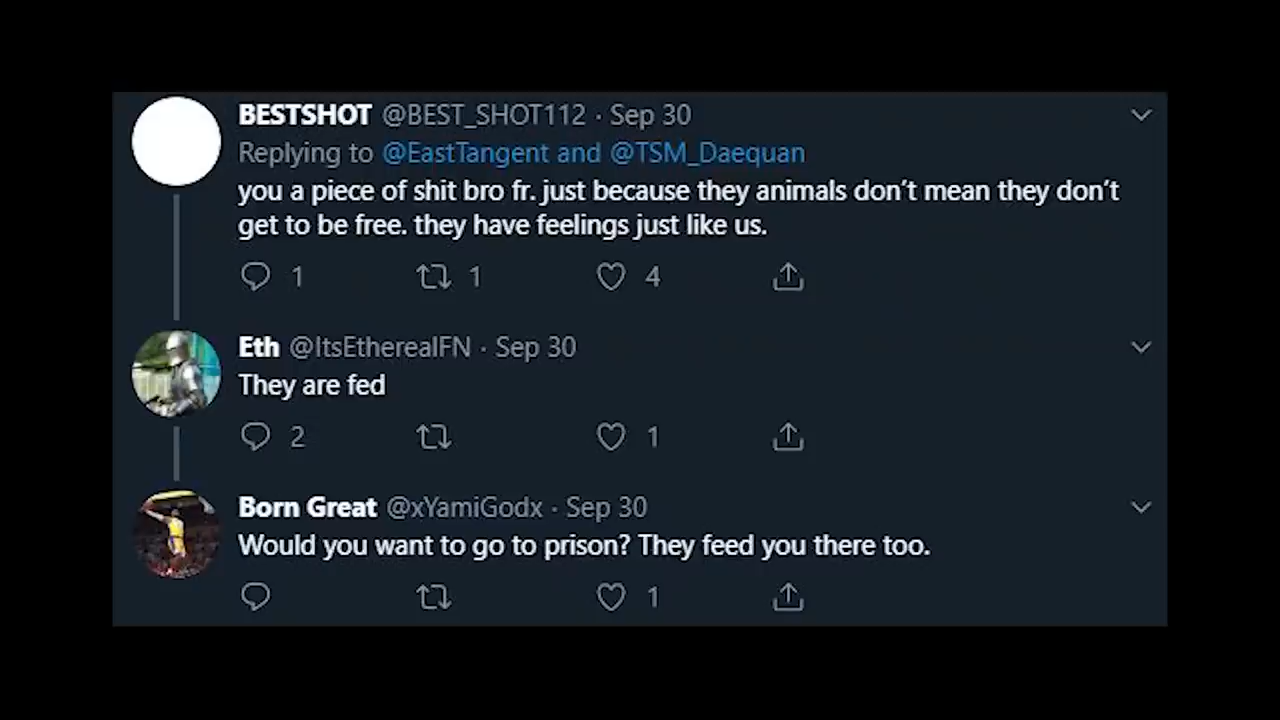 BESTSHOT @BEST_SHOT112 · Sep 30
Replying to @EastTangent and @TSM_Daequan
you a piece of shit bro fr. just because they animals don’t mean they don’t
get to be free. they have feelings just like us.
1 1 4
Eth @ItsEtherealFN · Sep 30
They are fed
2 1
Born Great @xYamiGodx · Sep 30
Would you want to go to prison? They feed you there too.
1